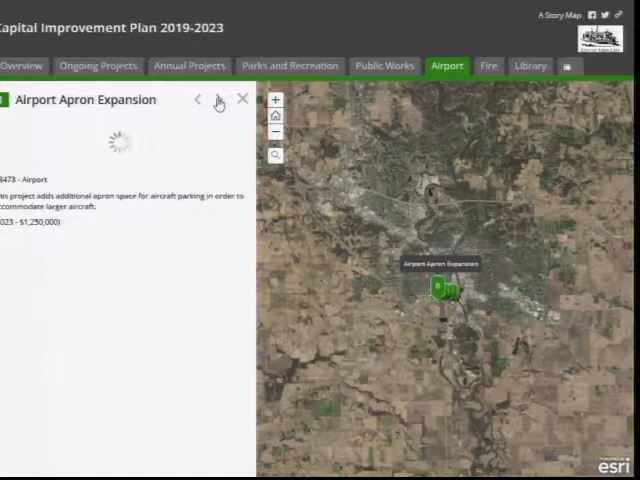 Capital Improvement Plan 2019-2023
A Story Map
Overview
Ongoing Projects
Annual Projects
Parks and Recreation
Public Works
Airport
Fire
Library
Airport Apron Expansion
3473 - Airport
his project adds additional apron space for aircraft parking in order to
ccommodate larger aircraft.
023 - $1,250,000)
Airport Apron Expansion
esri